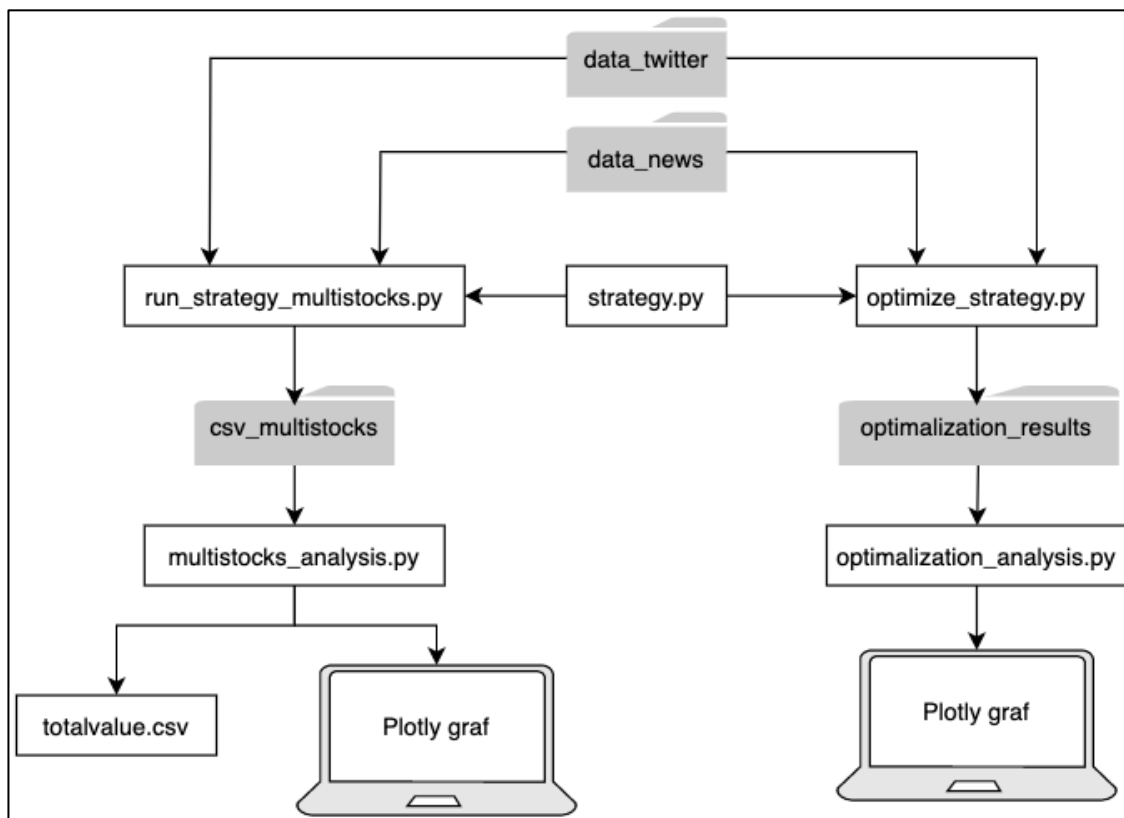 data_twitter
data_news
run_strategy_multistocks.py
strategy.py
optimize_strategy.py
csv_multistocks
optimalization_results
multistocks_analysis.py
optimalization_analysis.py
totalvalue.csv
Plotly graf
Plotly graf